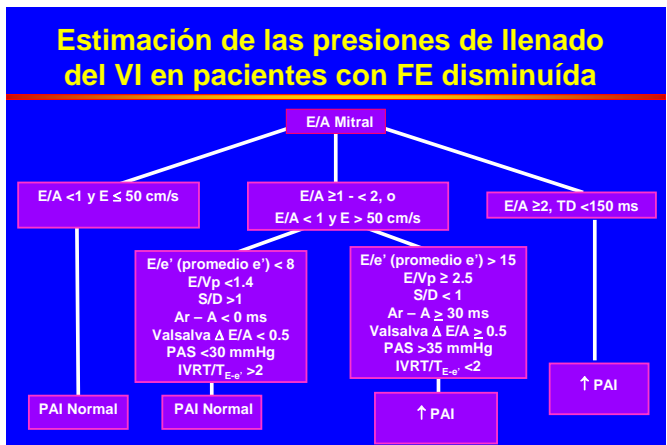 Estimación de las presiones de llenado
del VI en pacientes con FE disminuída
E/A Mitral
E/A <1 y E ≤ 50 cm/s
E/A ≥1 - < 2, o
E/A < 1 y E > 50 cm/s
E/A ≥2, TD <150 ms
E/e' (promedio e') < 8
E/Vp <1.4
S/D >1
Ar – A < 0 ms
Valsalva Δ E/A < 0.5
PAS <30 mmHg
IVRT/T_E-e' >2
E/e' (promedio e') > 15
E/Vp ≥ 2.5
S/D < 1
Ar – A ≥ 30 ms
Valsalva Δ E/A ≥ 0.5
PAS >35 mmHg
IVRT/T_E-e' <2
PAI Normal
PAI Normal
↑ PAI
↑ PAI